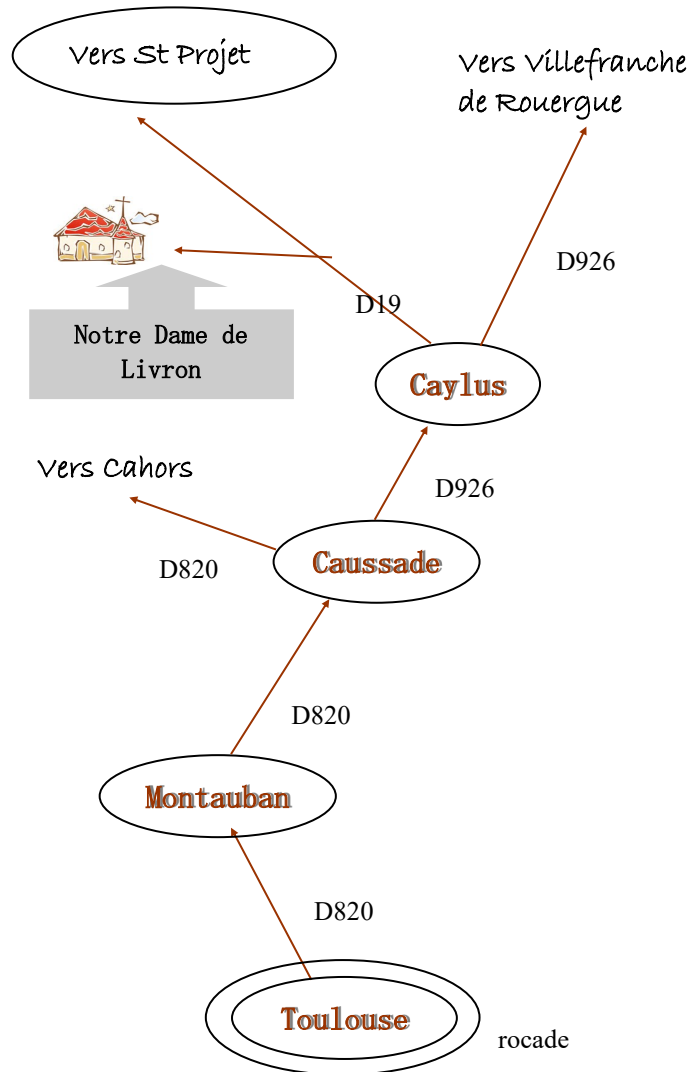 Vers St Projet
Vers Villefranche
de Rouergue
D926
D19
Notre Dame de
Livron
Caylus
Vers Cahors
D926
Caussade
D820
D820
Montauban
D820
Toulouse
rocade